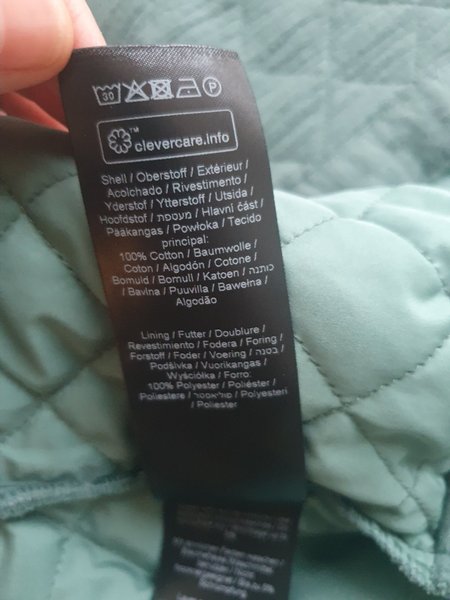 30 P
clevercare.info
Shell / Oberstoff / Extérieur /
Acolchado / Rivestimento /
Yderstof / Ytterstoff / Utsida /
Hoofdstof / מעטפת / Hlavní část /
Pääkangas / Powłoka / Tecido
principal:
100% Cotton / Baumwolle /
Coton / Algodón / Cotone /
Bomuld / Bomull / Katoen / כותנה
/ Bavlna / Puuvilla / Bawełna /
Algodão
Lining / Futter / Doublure /
Revestimiento / Fodera / Foring /
Forstoff / Foder / Voering / בטנה /
Podšívka / Vuorikangas /
Wyściółka / Forro:
100% Polyester / Poliéster /
Poliestere / פוליאסטר / Polyesteri
/ Poliester